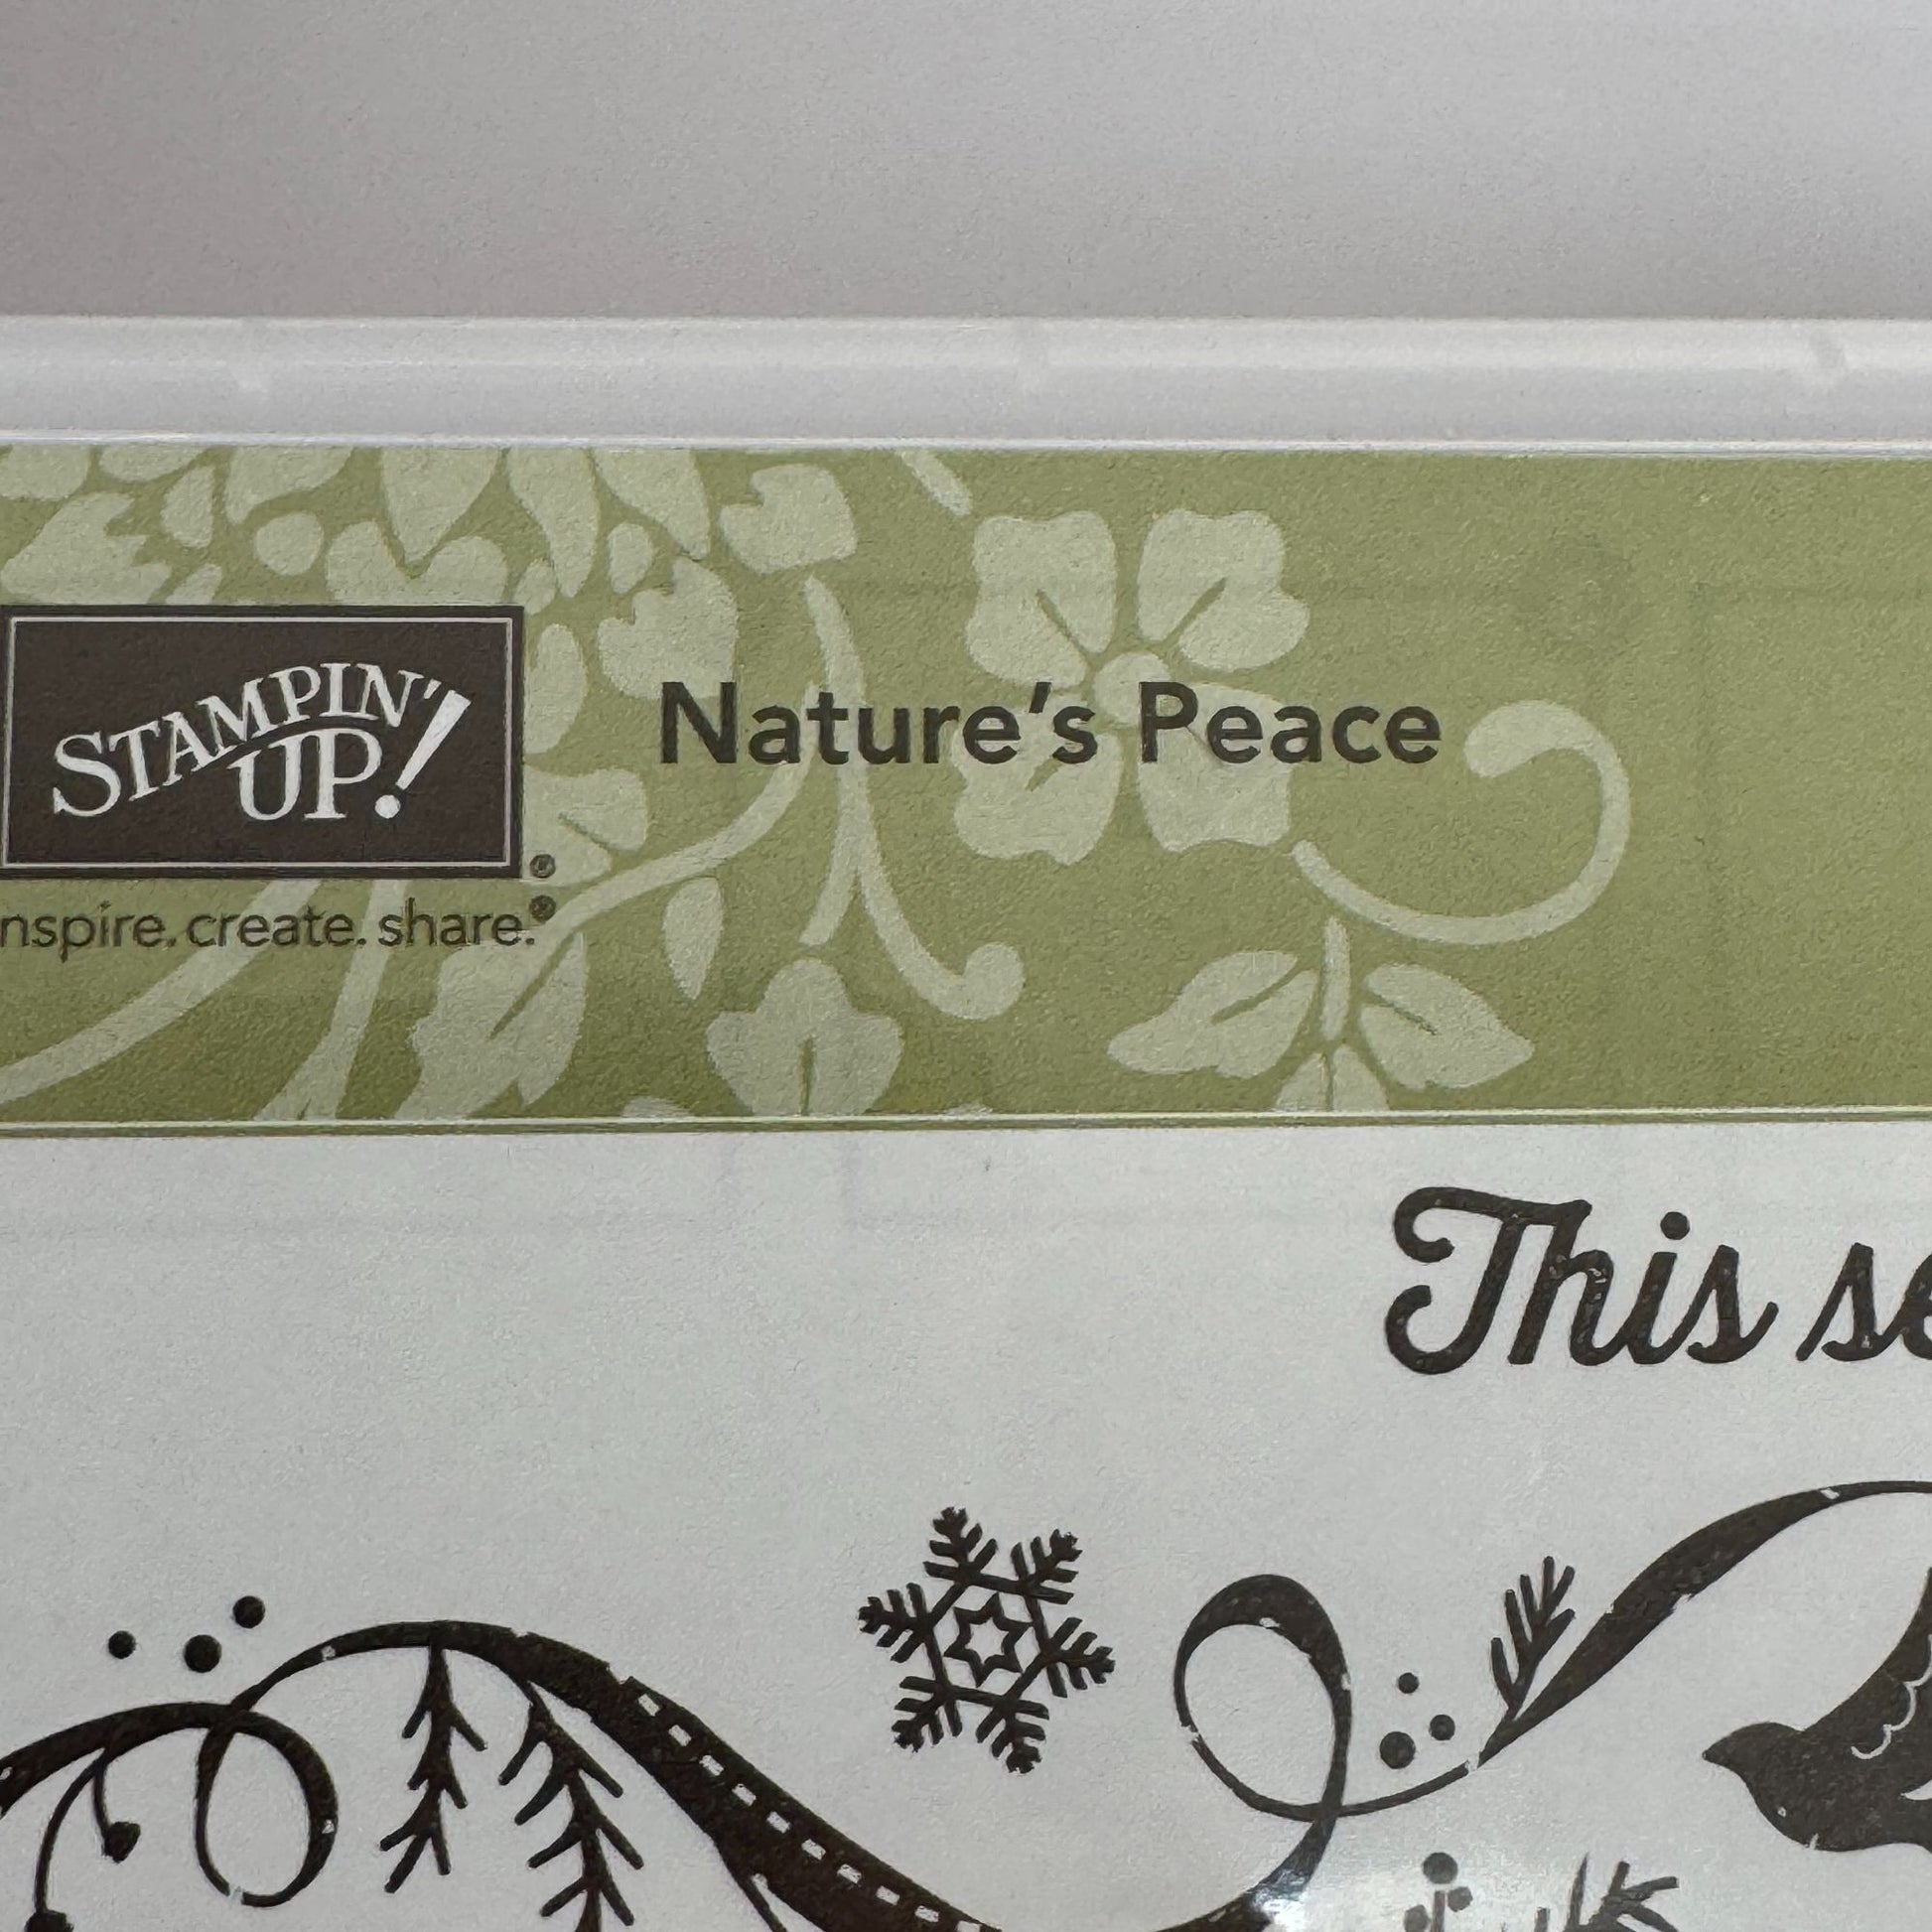 STAMPIN' UP!®
Nature's Peace
nspire. create. share.®
This se